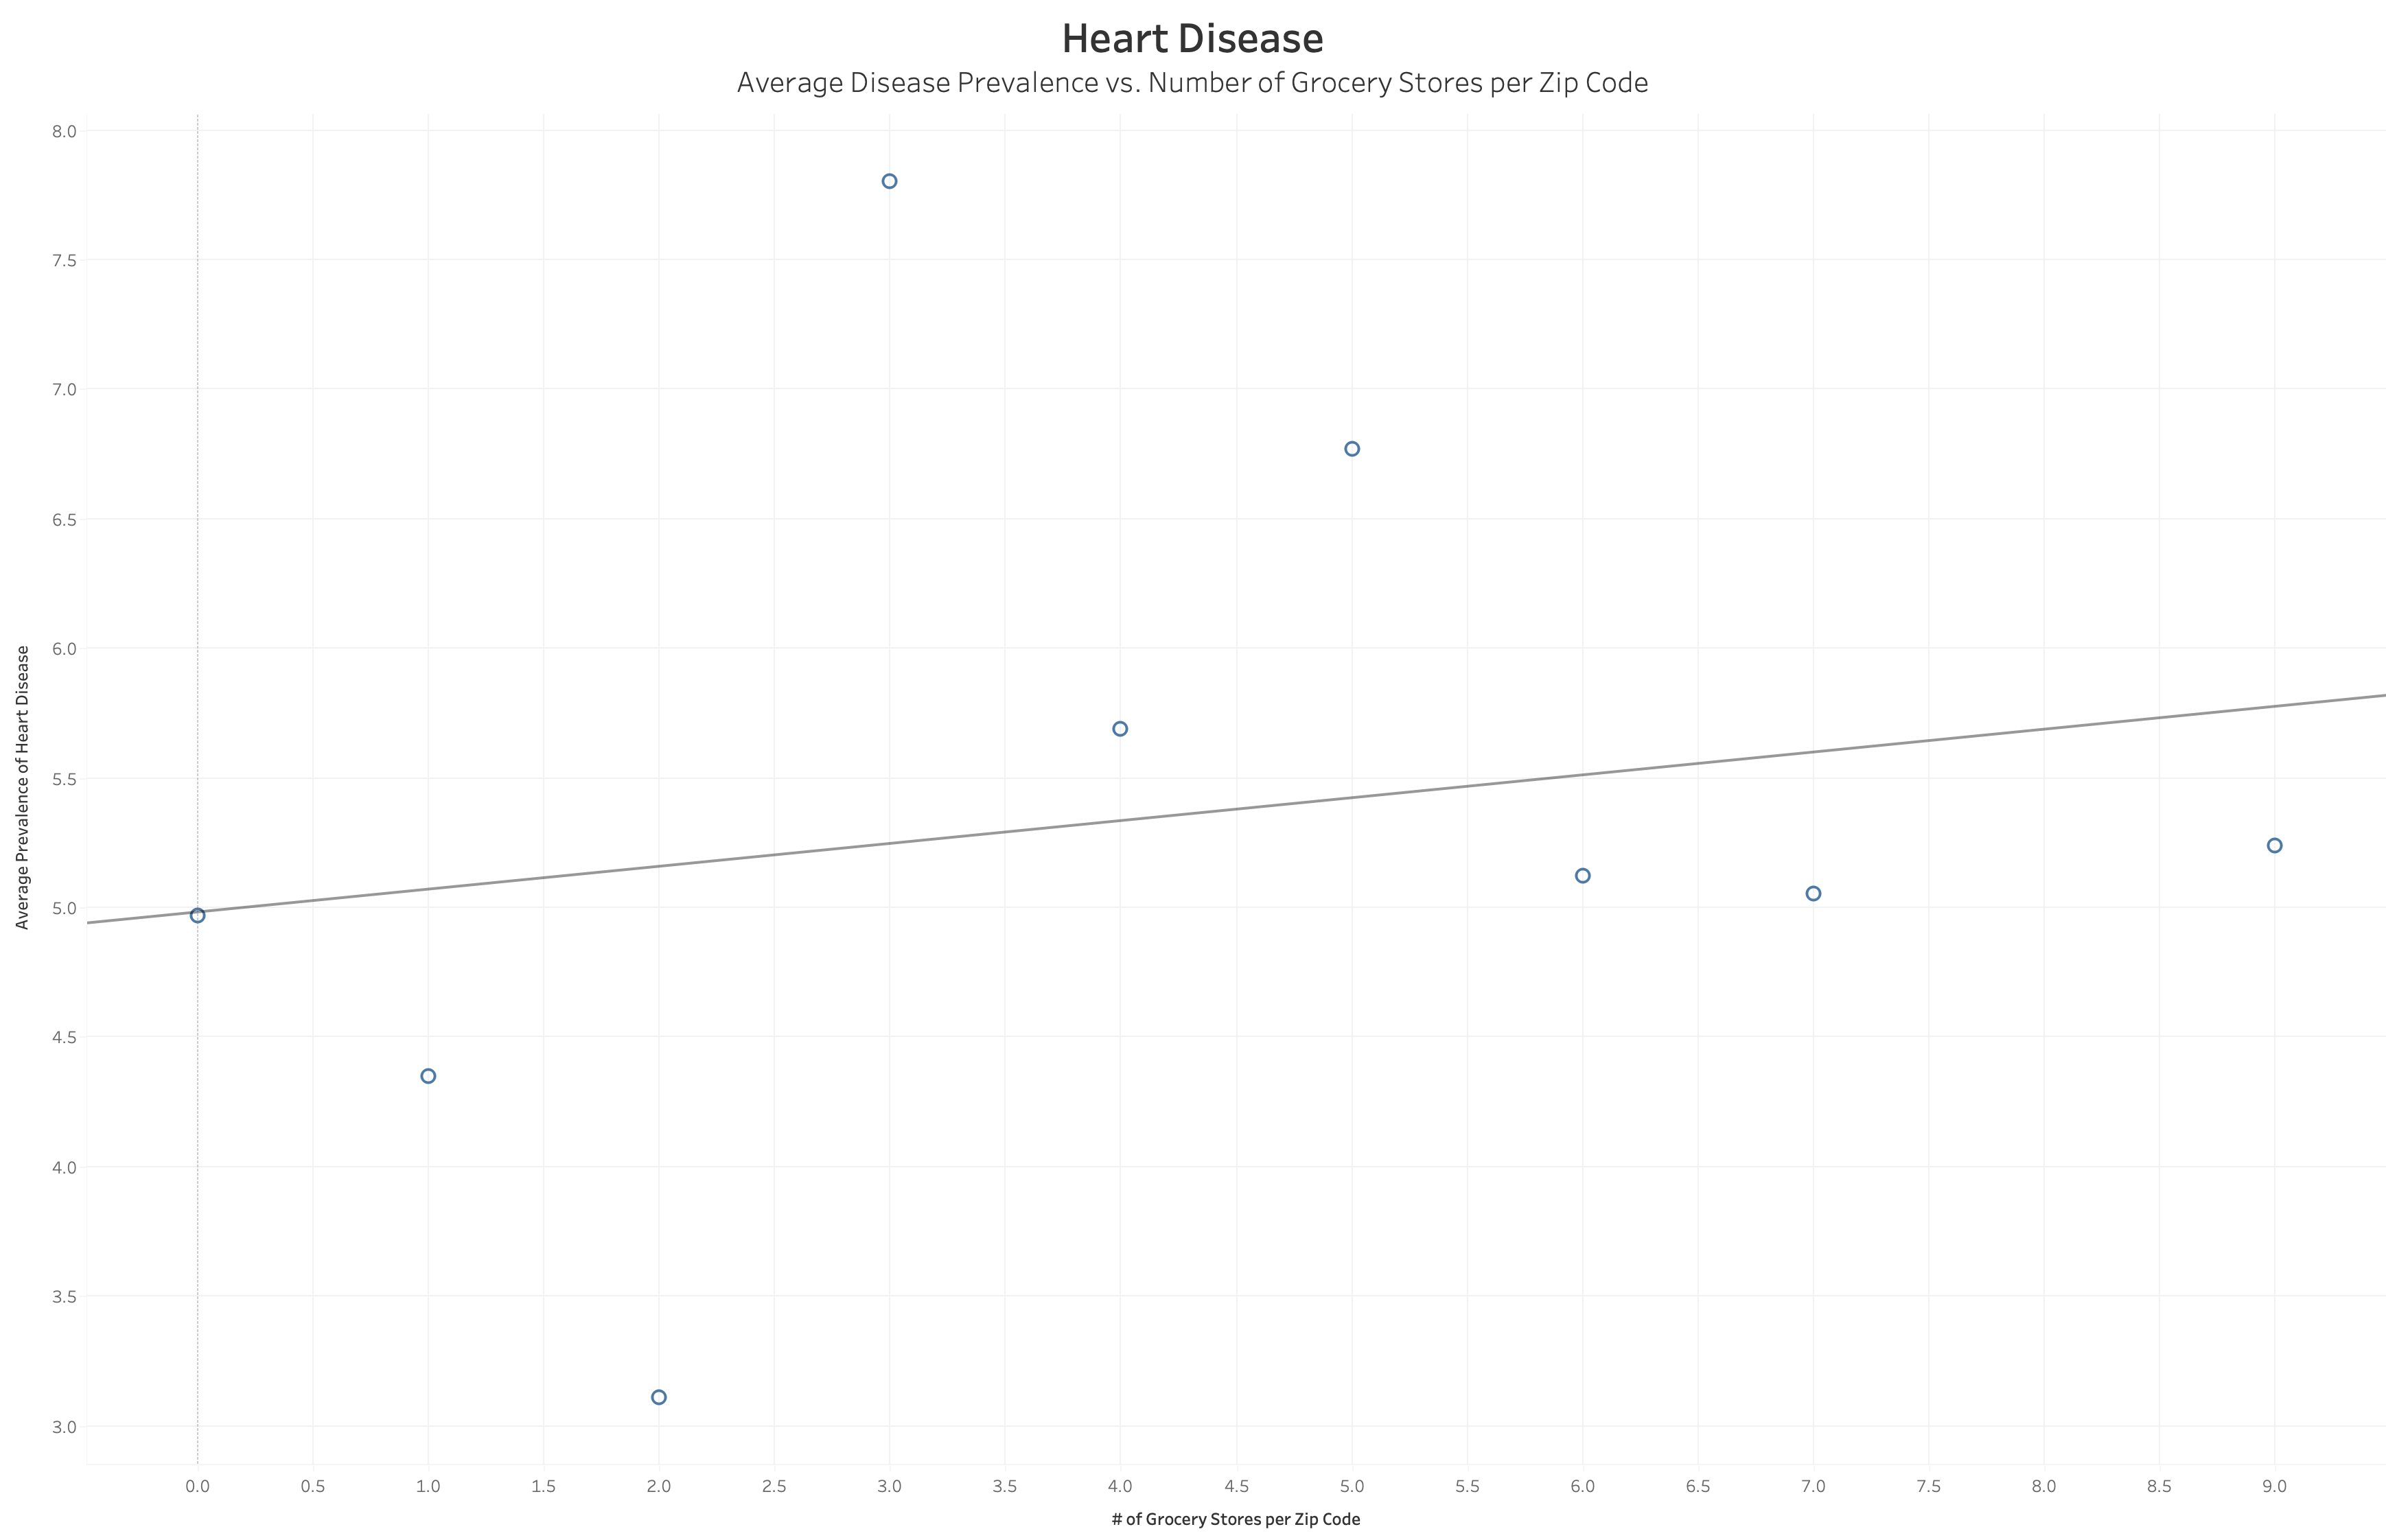 Heart Disease
Average Disease Prevalence vs. Number of Grocery Stores per Zip Code
8.0
7.5
7.0
6.5
6.0
5.5
5.0
4.5
4.0
3.5
3.0
Average Prevalence of Heart Disease
0.0 0.5 1.0 1.5 2.0 2.5 3.0 3.5 4.0 4.5 5.0 5.5 6.0 6.5 7.0 7.5 8.0 8.5 9.0
# of Grocery Stores per Zip Code